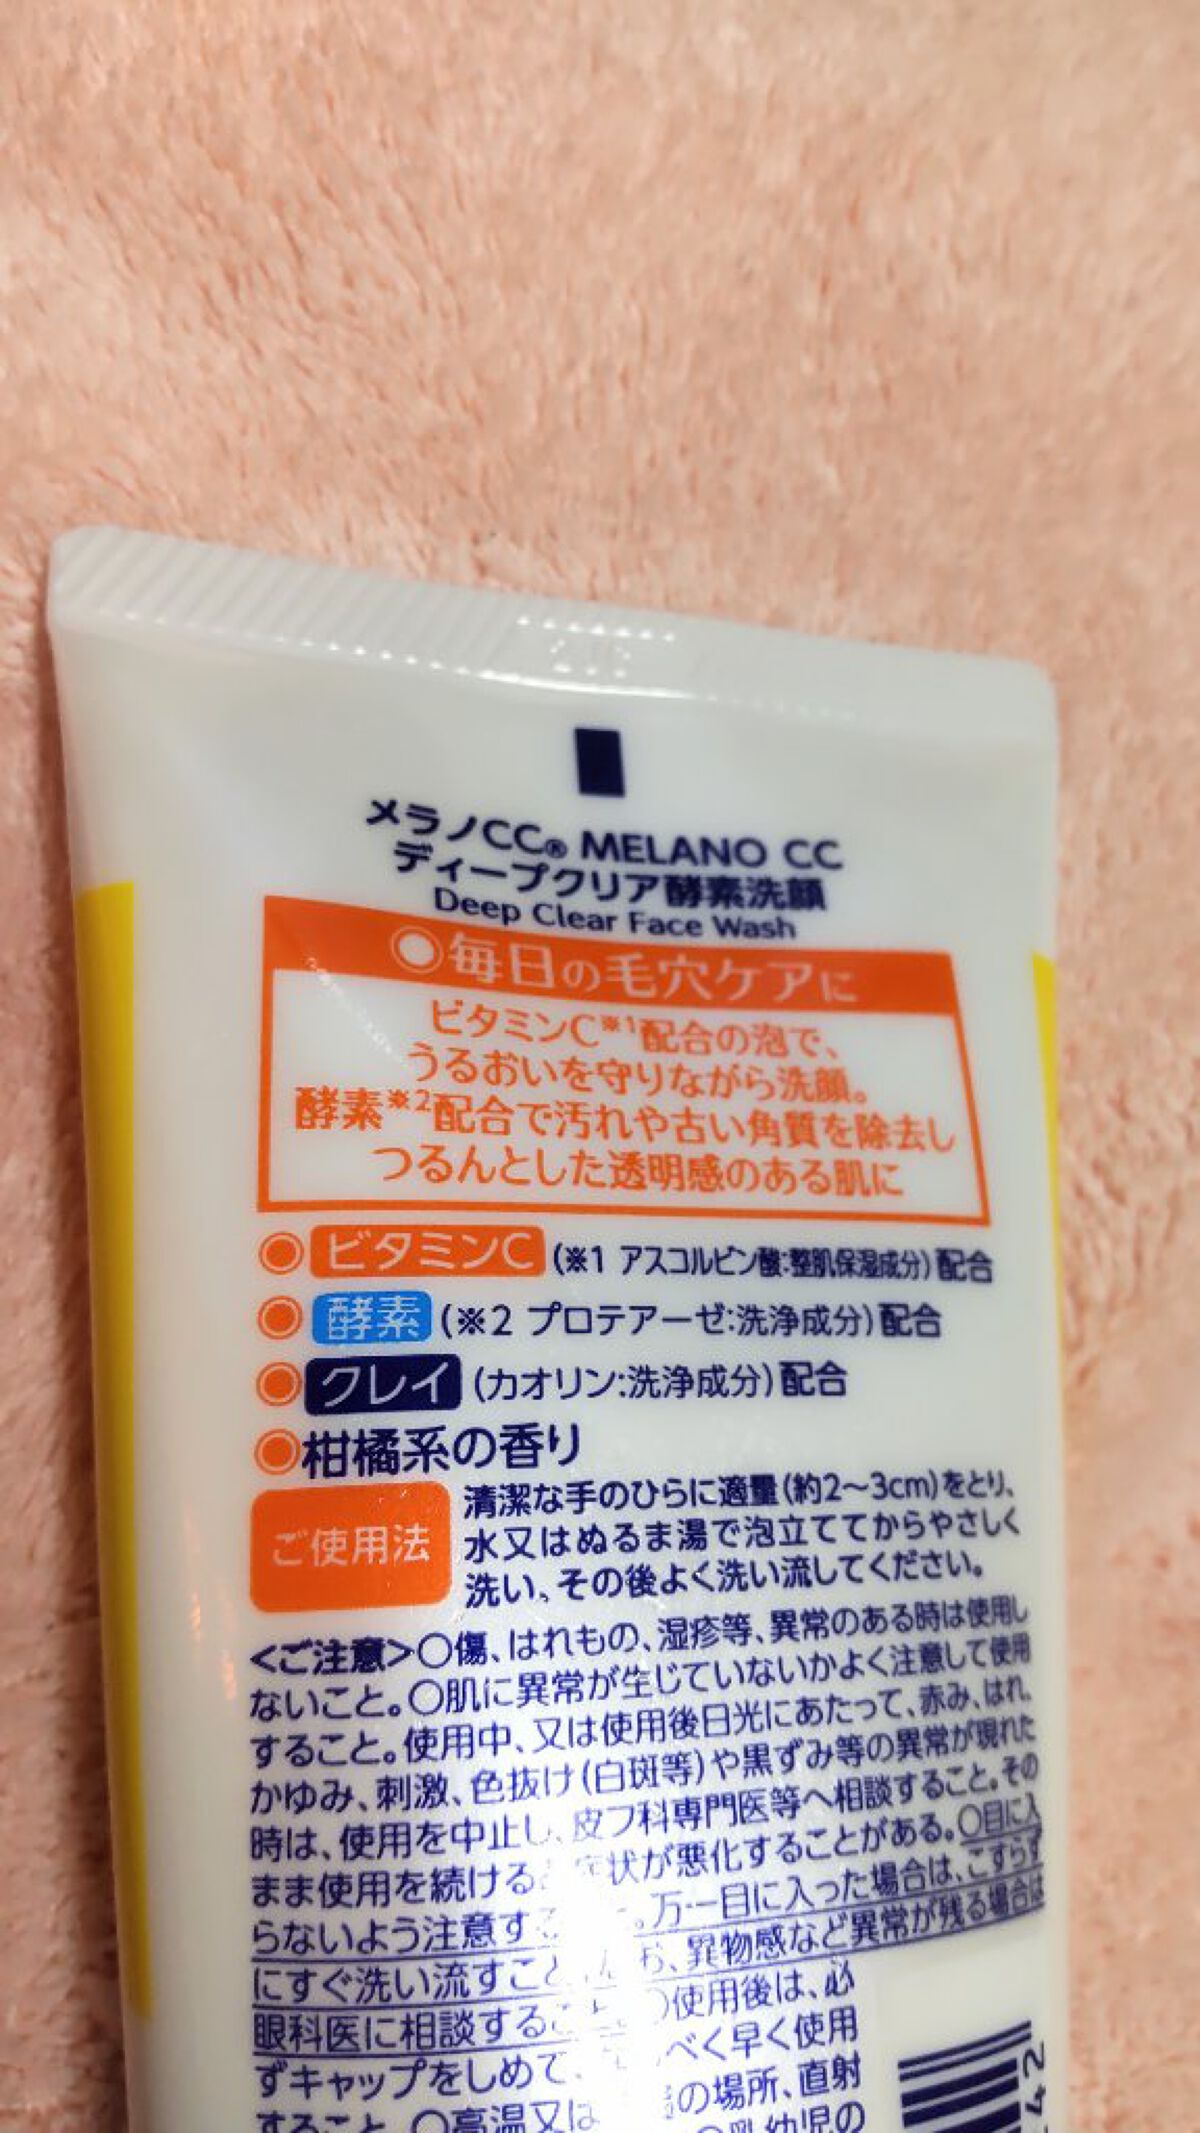 メラノCC® MELANO CC
ディープクリア酵素洗顔
Deep Clear Face Wash
○毎日の毛穴ケアに
ビタミンC※1配合の泡で、
うるおいを守りながら洗顔。
酵素※2配合で汚れや古い角質を除去し
つるんとした透明感のある肌に
ビタミンC (※1 アスコルビン酸:整肌保湿成分) 配合
酵素 (※2 プロテアーゼ:洗浄成分) 配合
クレイ (カオリン:洗浄成分) 配合
柑橘系の香り
ご使用法
清潔な手のひらに適量(約2〜3cm)をとり、
水又はぬるま湯で泡立ててからやさしく
洗い、その後よく洗い流してください。
<ご注意>○傷、はれもの、湿疹等、異常のある時は使用し
ないこと。○肌に異常が生じていないかよく注意して使用
すること。使用中、又は使用後日光にあたって、赤み、はれ、
かゆみ、刺激、色抜け(白斑等)や黒ずみ等の異常が現れた
時は、使用を中止し、皮フ科専門医等へ相談すること。その
まま使用を続ける 症状が悪化することがある。○目に入
らないよう注意す 。万一目に入った場合は、こすらず
にすぐ洗い流すこと 異物感など異常が残る場合は
眼科医に相談するこ ○使用後は、必
ずキャップをしめて、 べく早く使用
すること。○高温又は の場所、直射
○乳幼児の